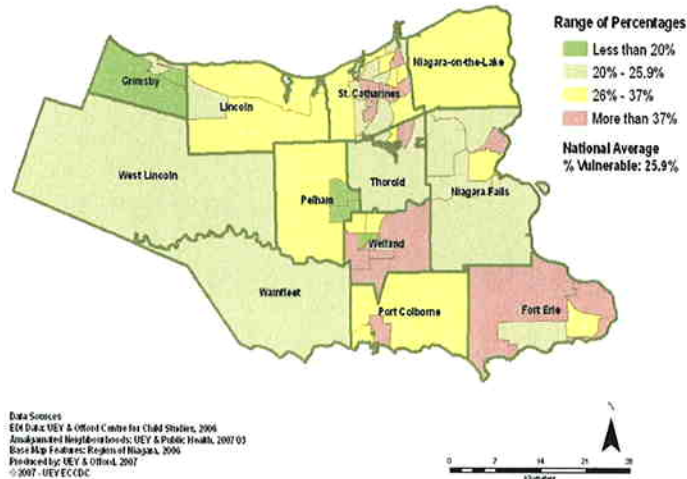 Range of Percentages
Less than 20%
20% - 25.9%
26% - 37%
More than 37%
National Average
% Vulnerable: 25.9%
Grimsby
Lincoln
St. Catharines
Niagara-on-the-Lake
West Lincoln
Pelham
Thorold
Niagara Falls
Welland
Wainfleet
Port Colborne
Fort Erie
Data Sources
EDI Data: UEY & Offord Centre for Child Studies, 2006
Amalgamated Neighbourhoods: UEY & Public Health, 2007 03
Base Map Features: Region of Niagara, 2006
Produced by: UEY & Offord, 2007
© 2007 - UEY ECCDC
0 7 14 21 28
Kilometers